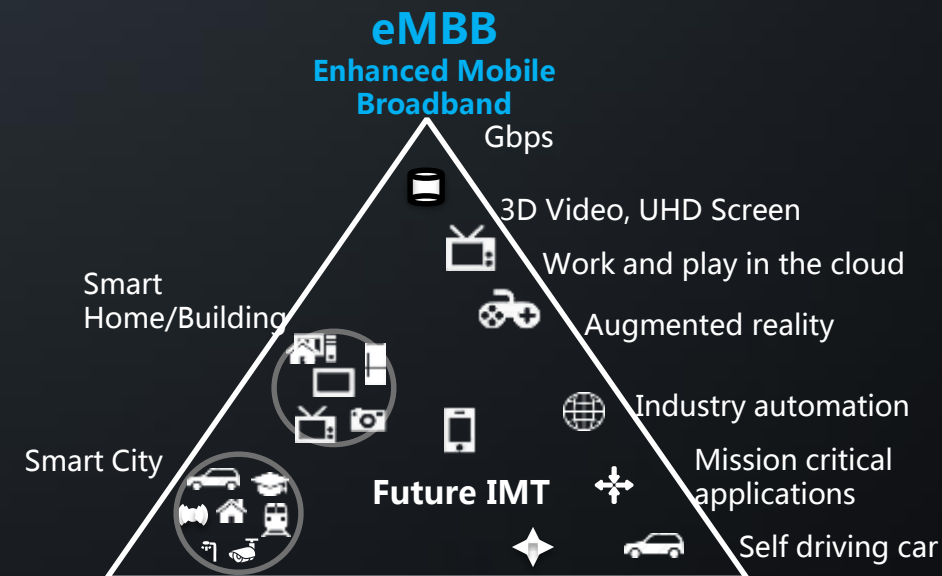 eMBB
Enhanced Mobile
Broadband
Gbps
3D Video, UHD Screen
Work and play in the cloud
Smart
Home/Building
Augmented reality
Industry automation
Smart City
Mission critical
applications
Future IMT
Self driving car